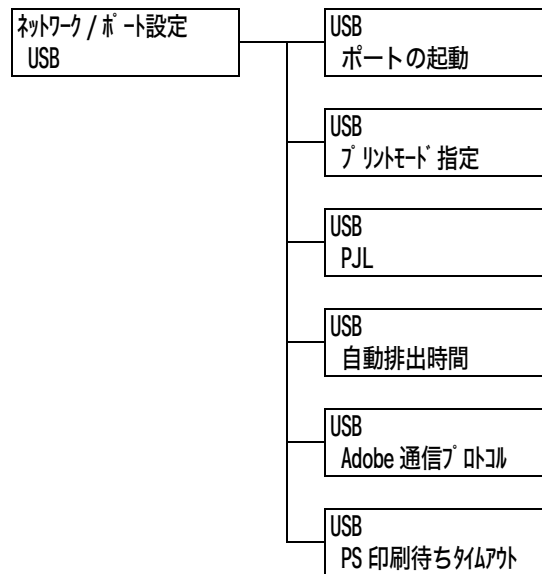 ﾈｯﾄﾜｰｸ / ﾎﾟｰﾄ設定
USB
USB
ポートの起動
USB
ﾌﾟﾘﾝﾄﾓｰﾄﾞ指定
USB
PJL
USB
自動排出時間
USB
Adobe 通信ﾌﾟﾛﾄｺﾙ
USB
PS 印刷待ちﾀｲﾑｱｳﾄ